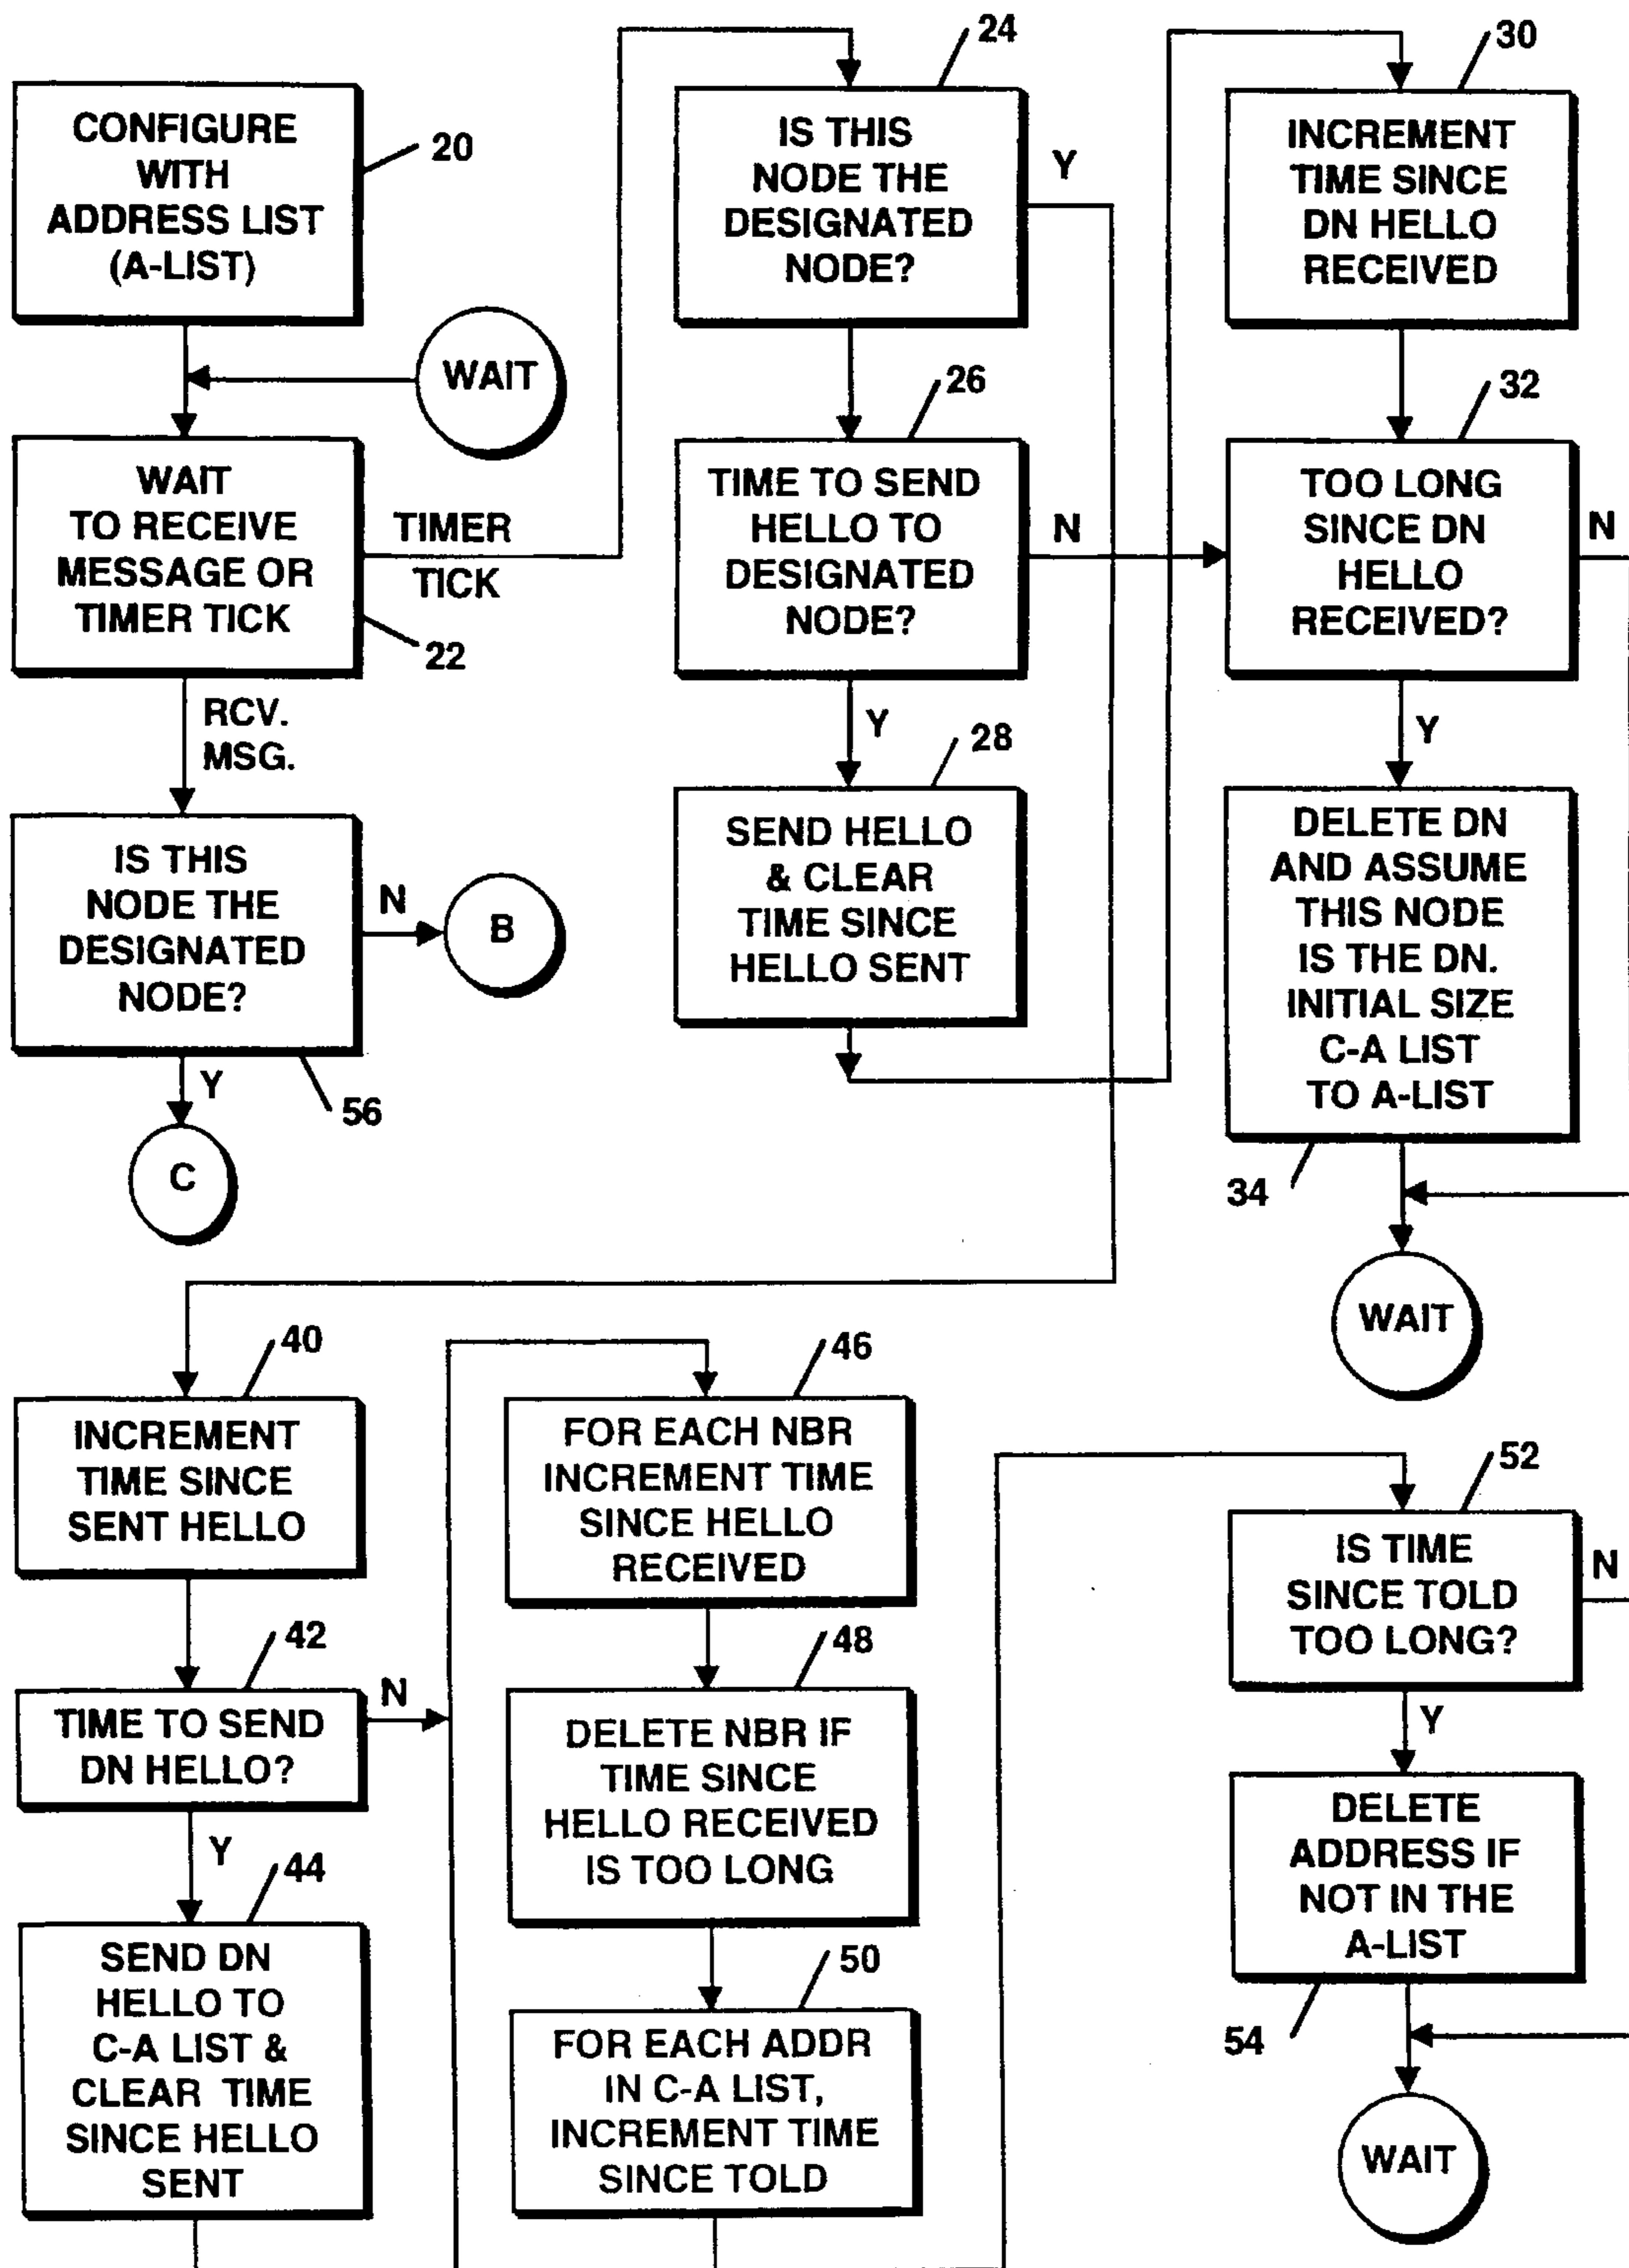 CONFIGURE
WITH
ADDRESS LIST
(A-LIST)
20
WAIT
WAIT
TO RECEIVE
MESSAGE OR
TIMER TICK
22
TIMER
TICK
RCV.
MSG.
IS THIS
NODE THE
DESIGNATED
NODE?
56
N
B
Y
C
24
IS THIS
NODE THE
DESIGNATED
NODE?
Y
26
TIME TO SEND
HELLO TO
DESIGNATED
NODE?
N
Y
28
SEND HELLO
& CLEAR
TIME SINCE
HELLO SENT
30
INCREMENT
TIME SINCE
DN HELLO
RECEIVED
32
TOO LONG
SINCE DN
HELLO
RECEIVED?
N
Y
DELETE DN
AND ASSUME
THIS NODE
IS THE DN.
INITIAL SIZE
C-A LIST
TO A-LIST
34
WAIT
40
INCREMENT
TIME SINCE
SENT HELLO
42
TIME TO SEND
DN HELLO?
N
Y
44
SEND DN
HELLO TO
C-A LIST &
CLEAR TIME
SINCE HELLO
SENT
46
FOR EACH NBR
INCREMENT TIME
SINCE HELLO
RECEIVED
48
DELETE NBR IF
TIME SINCE
HELLO RECEIVED
IS TOO LONG
50
FOR EACH ADDR
IN C-A LIST,
INCREMENT TIME
SINCE TOLD
52
IS TIME
SINCE TOLD
TOO LONG?
N
Y
DELETE
ADDRESS IF
NOT IN THE
A-LIST
54
WAIT